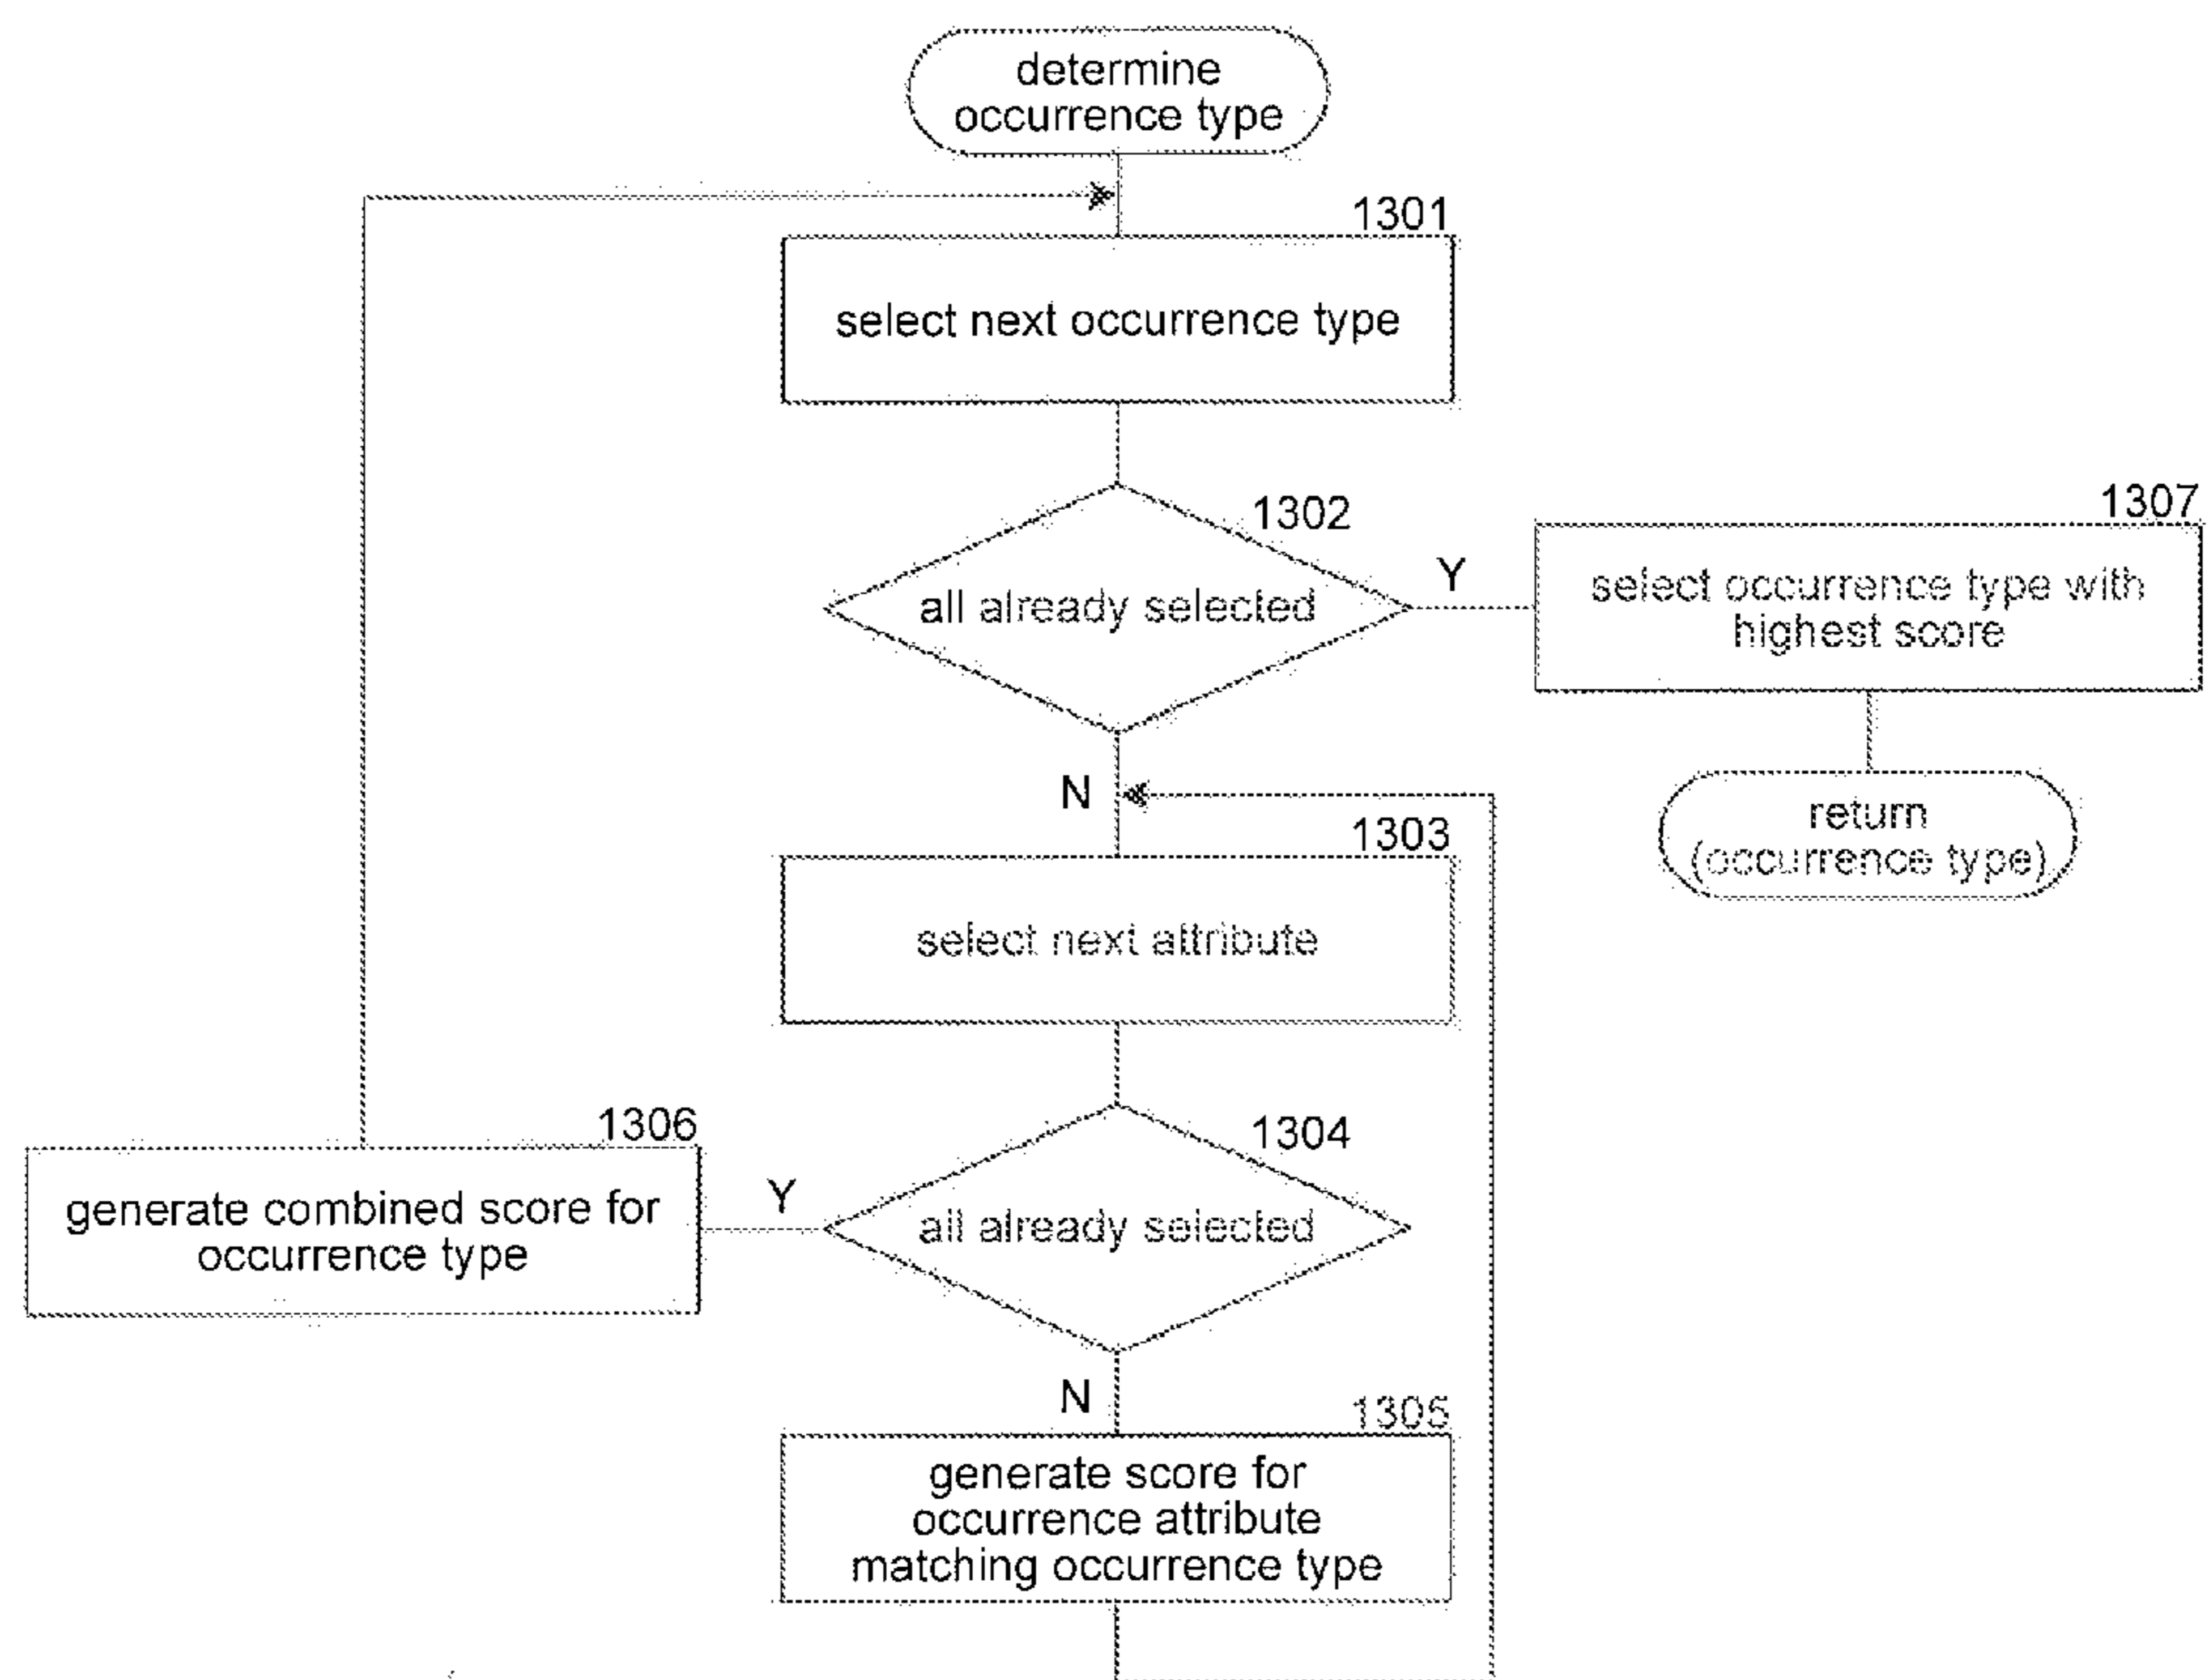 determine
occurrence type
1301
select next occurrence type
1302
all already selected
Y
1307
select occurrence type with
highest score
N
return
(occurrence type)
1303
select next attribute
1304
all already selected
Y
1306
generate combined score for
occurrence type
N
1305
generate score for
occurrence attribute
matching occurrence type